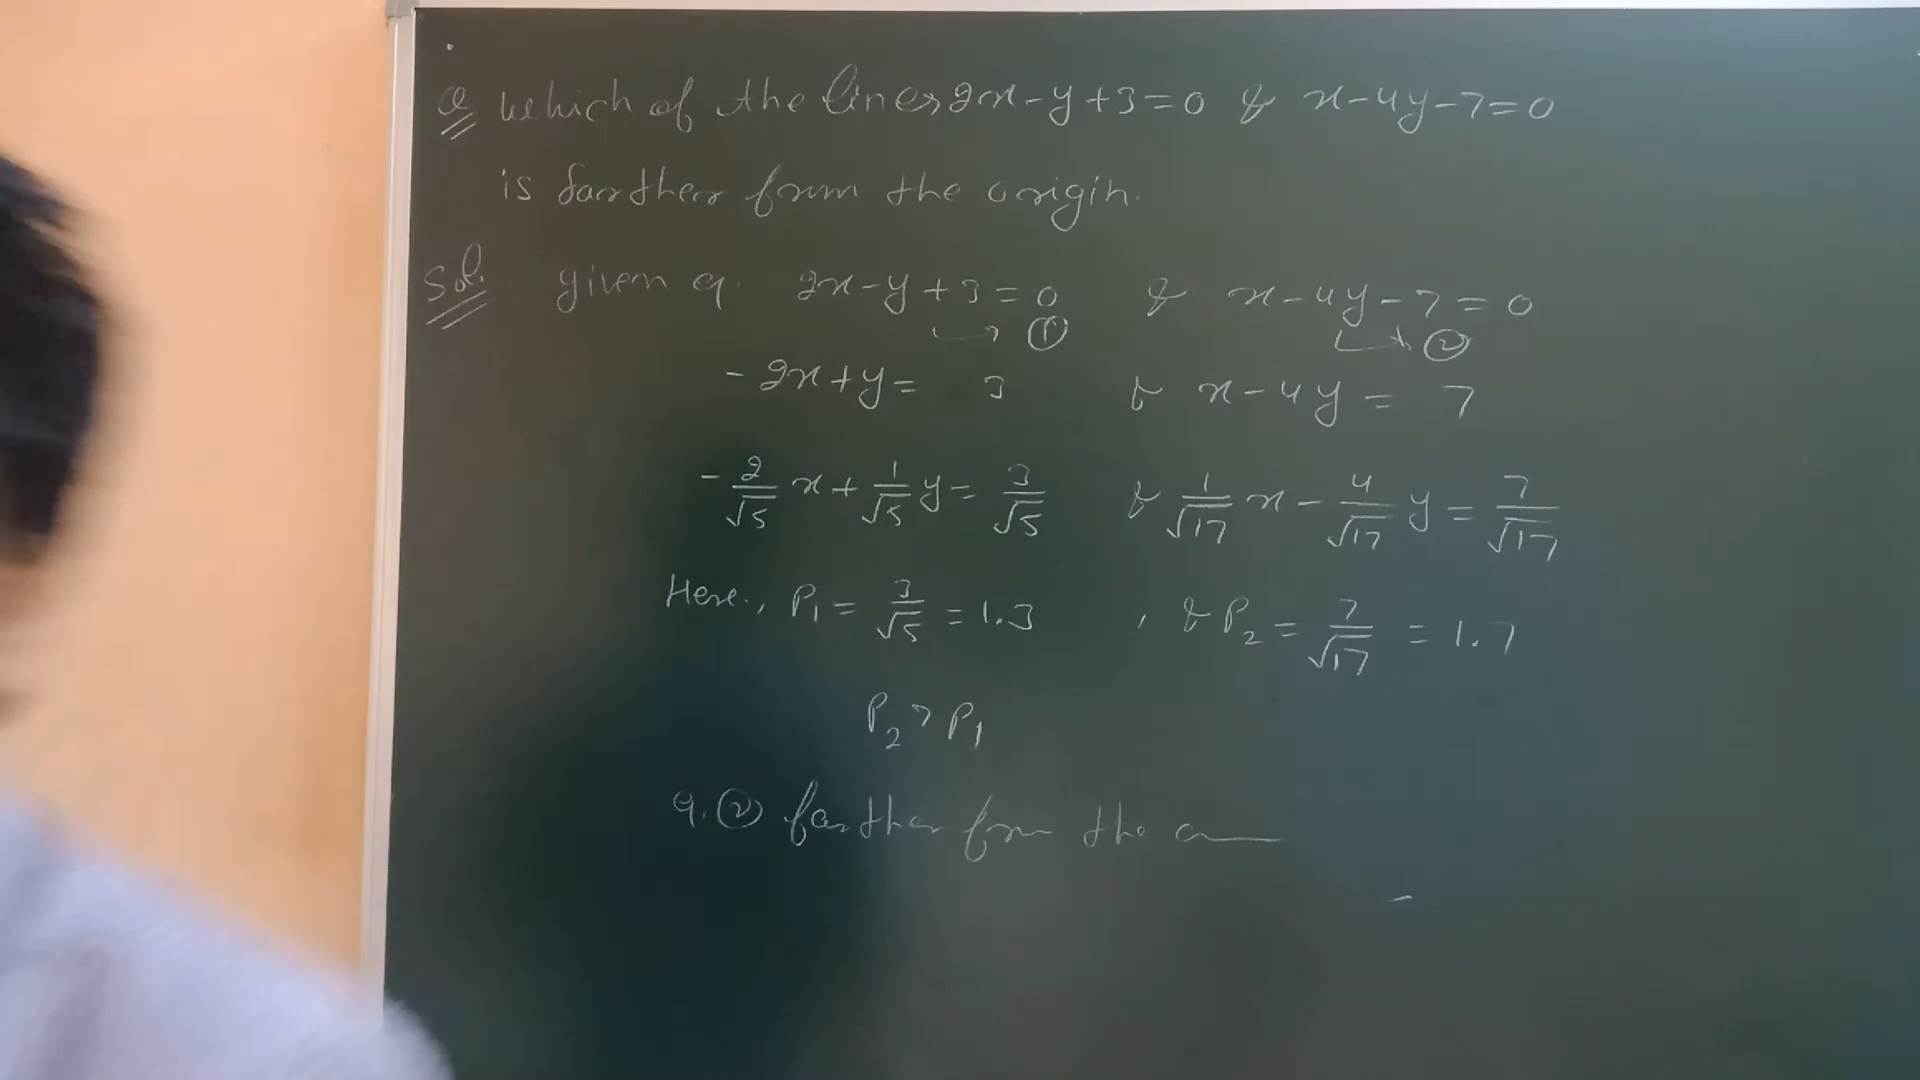 Q which of the lines 2x-y+3=0 & x-4y-7=0
is farther from the origin.
Sol. given eq. 2x-y+3=0 & x-4y-7=0
① ②
-2x+y= 3 & x-4y = 7
-2/√5 x + 1/√5 y = 3/√5 & 1/√17 x - 4/√17 y = 7/√17
Here., P₁ = 3/√5 = 1.3 , & P₂ = 7/√17 = 1.7
P₂ > P₁
q. ② farther from the